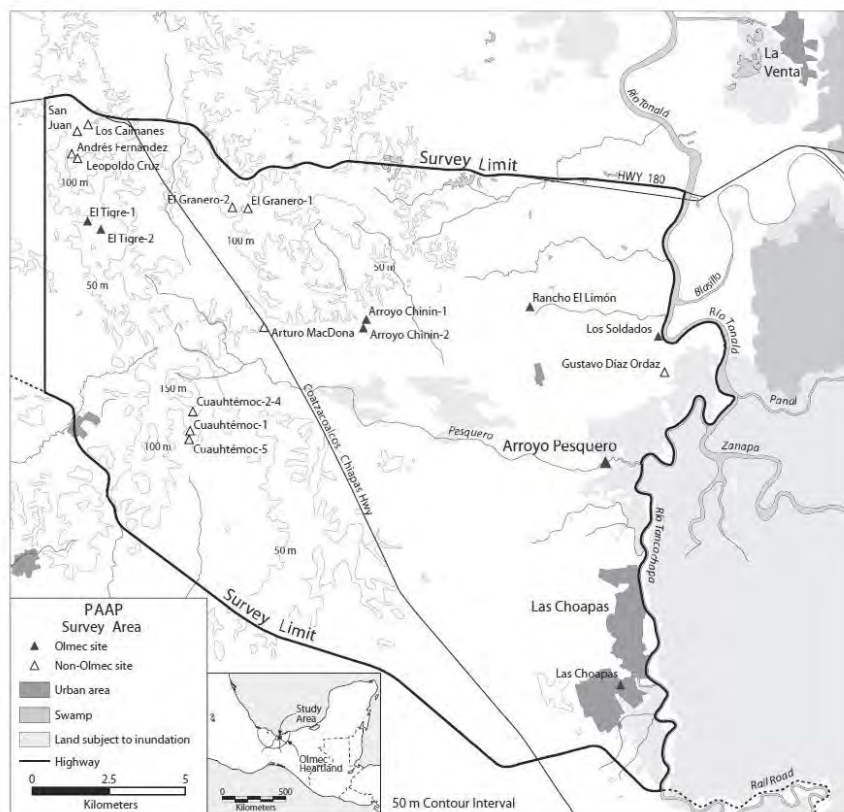 La
Venta
Río Tonalá
San
Juan
Los Caimanes
Andrés Fernández
Leopoldo Cruz
100 m
Survey Limit
HWY 180
El Granero-2
El Granero-1
El Tigre-1
El Tigre-2
100 m
50 m
50 m
Blasillo
Rancho El Limón
Arroyo Chinín-1
Arroyo Chinín-2
Arturo MacDona
Los Soldados
Río Tonalá
Gustavo Díaz Ordaz
150 m
Cuauhtémoc-2-4
Cuauhtémoc-1
100 m
Cuauhtémoc-5
Coatzacoalcos Chiapas Hwy
Pesquero
Panal
Arroyo Pesquero
Zanapa
50 m
Río Tancochapa
Survey Limit
Las Choapas
Las Choapas
PAAP
Survey Area
Olmec site
Non-Olmec site
Urban area
Swamp
Land subject to inundation
Highway
0 2.5 5
Kilometers
Study
Area
Olmec
Heartland
0 500
Kilometers
50 m Contour Interval
Rail Road